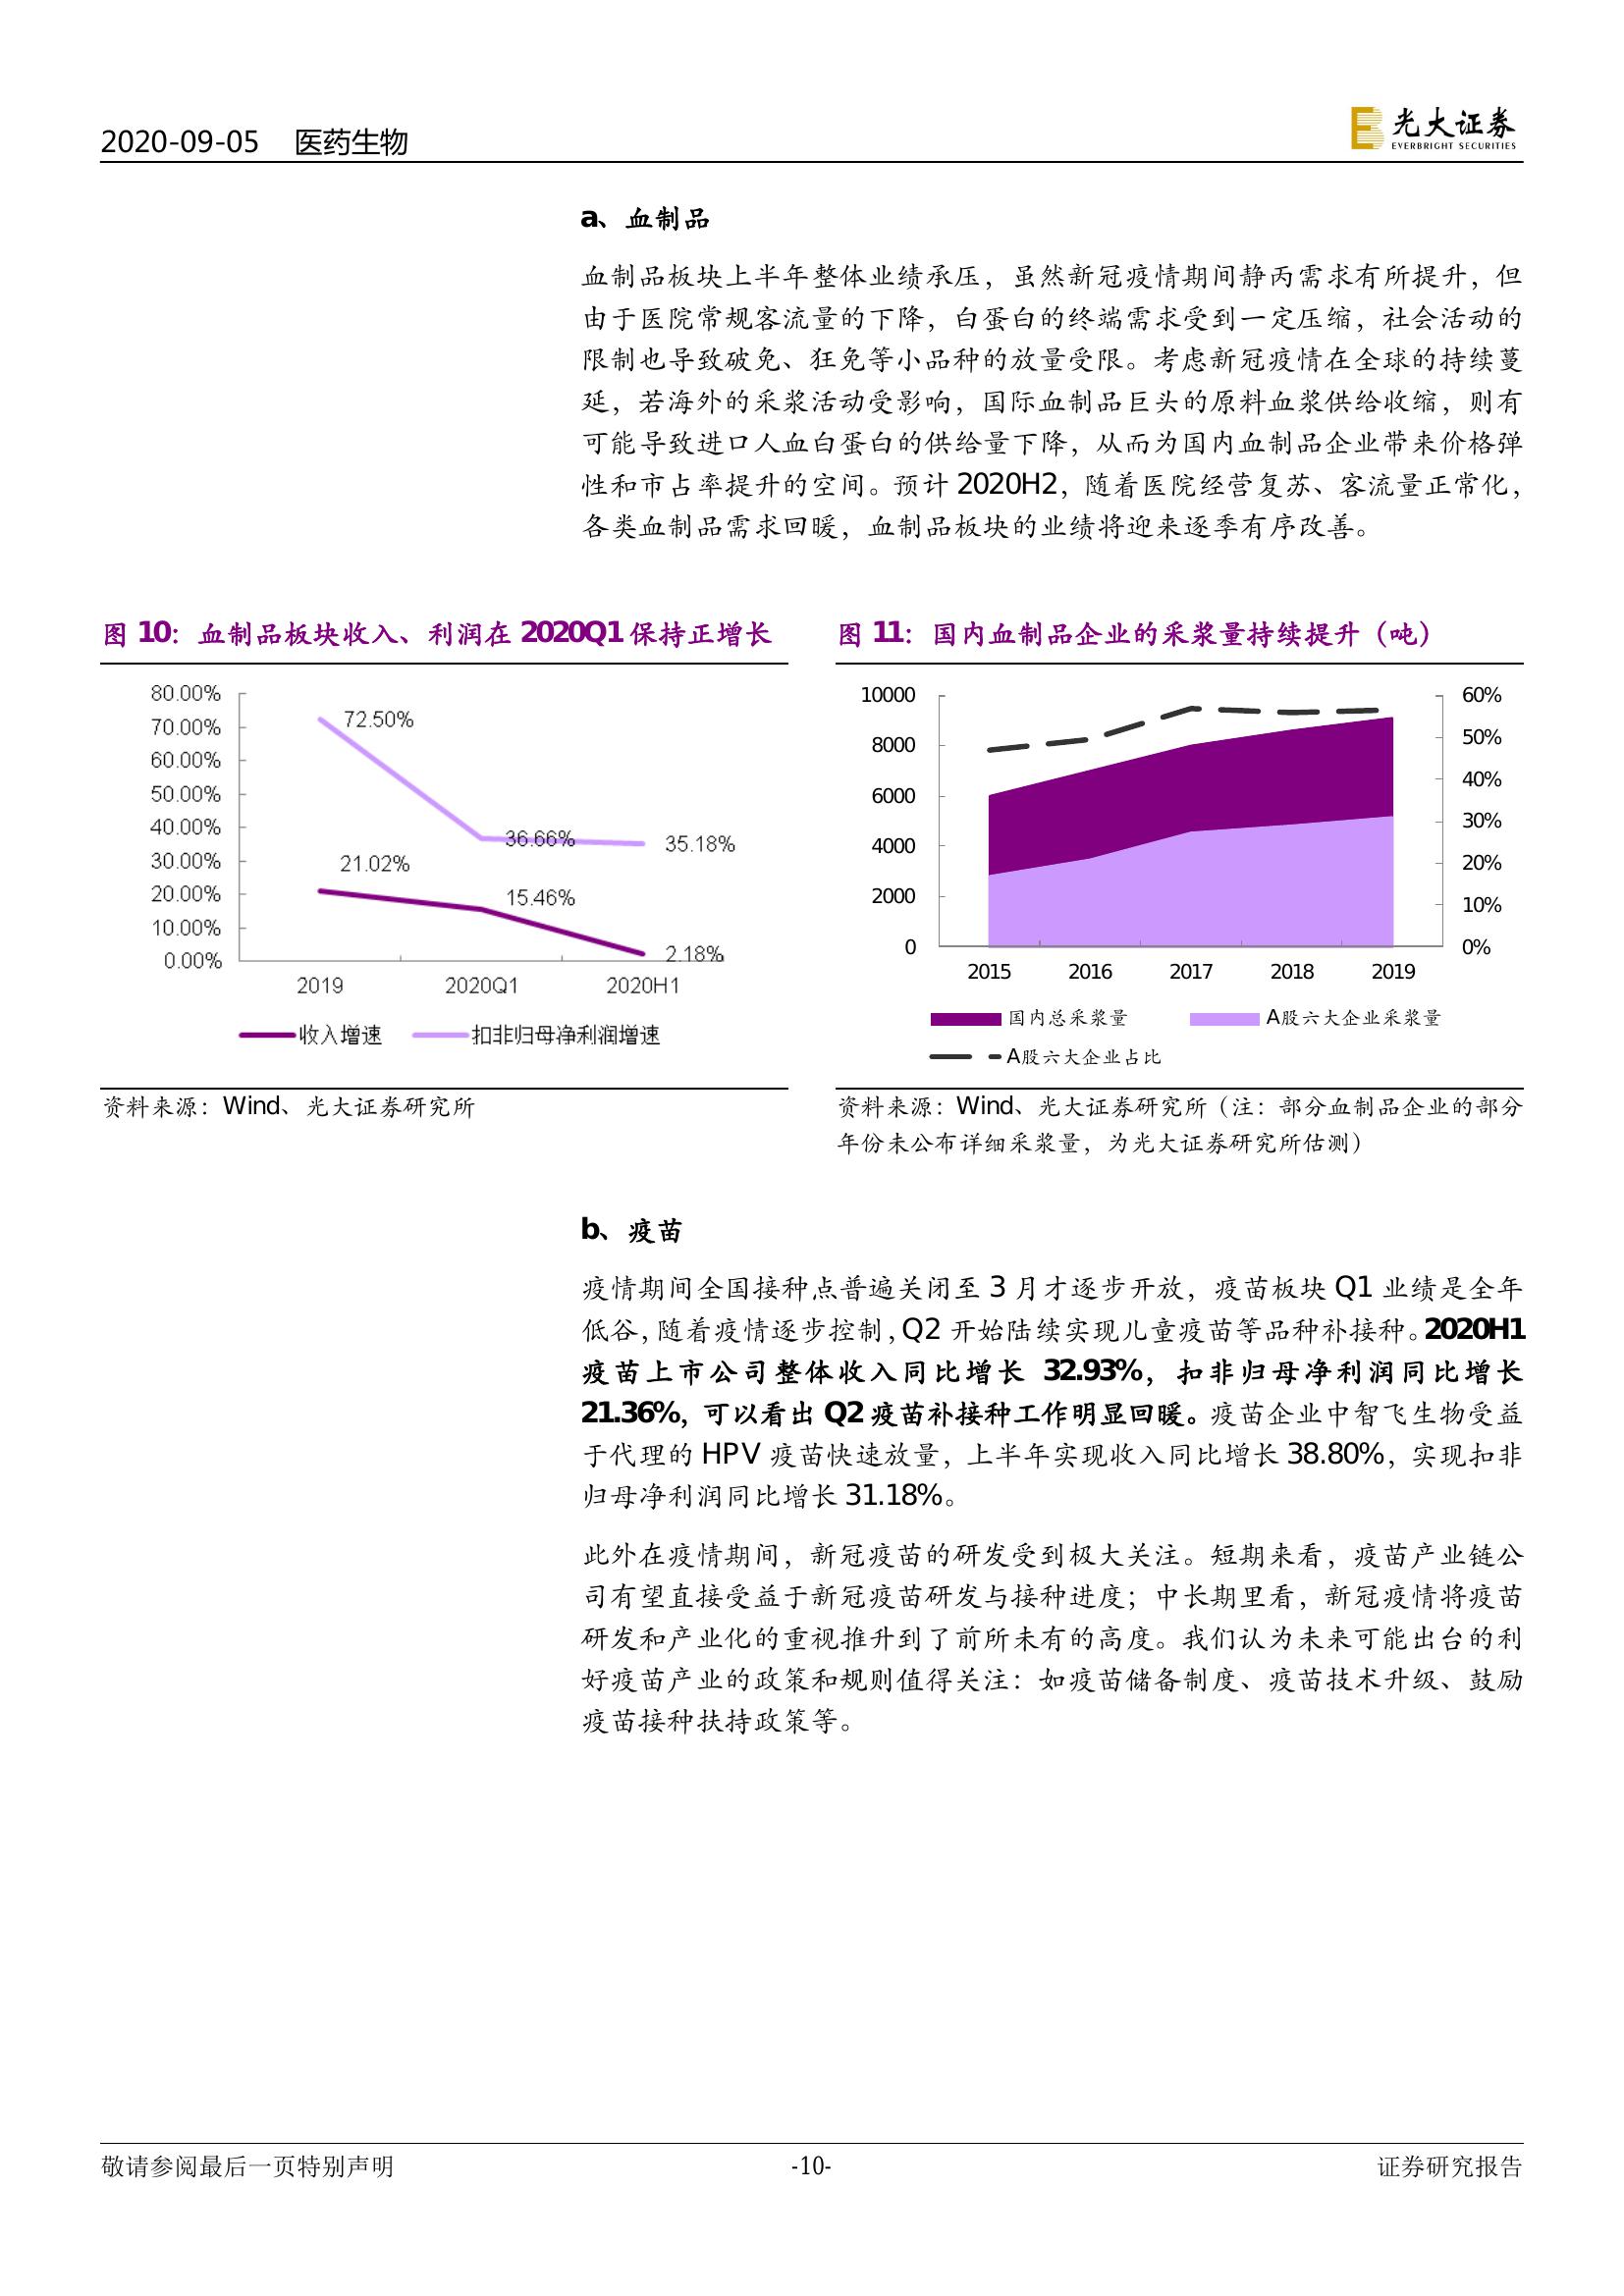 2020-09-05 医药生物
光大证券
EVERBRIGHT SECURITIES
a、血制品
血制品板块上半年整体业绩承压，虽然新冠疫情期间静丙需求有所提升，但
由于医院常规客流量的下降，白蛋白的终端需求受到一定压缩，社会活动的
限制也导致破免、狂免等小品种的放量受限。考虑新冠疫情在全球的持续蔓
延，若海外的采浆活动受影响，国际血制品巨头的原料血浆供给收缩，则有
可能导致进口人血白蛋白的供给量下降，从而为国内血制品企业带来价格弹
性和市占率提升的空间。预计 2020H2，随着医院经营复苏、客流量正常化，
各类血制品需求回暖，血制品板块的业绩将迎来逐季有序改善。
图 10：血制品板块收入、利润在 2020Q1 保持正增长
80.00%
70.00%
60.00%
50.00%
40.00%
30.00%
20.00%
10.00%
0.00%
72.50%
36.66%
35.18%
21.02%
15.46%
2.18%
2019 2020Q1 2020H1
收入增速 扣非归母净利润增速
资料来源：Wind、光大证券研究所
图 11：国内血制品企业的采浆量持续提升（吨）
10000
8000
6000
4000
2000
0
60%
50%
40%
30%
20%
10%
0%
2015 2016 2017 2018 2019
国内总采浆量 A股六大企业采浆量
A股六大企业占比
资料来源：Wind、光大证券研究所（注：部分血制品企业的部分
年份未公布详细采浆量，为光大证券研究所估测）
b、疫苗
疫情期间全国接种点普遍关闭至 3 月才逐步开放，疫苗板块 Q1 业绩是全年
低谷，随着疫情逐步控制，Q2 开始陆续实现儿童疫苗等品种补接种。2020H1
疫苗上市公司整体收入同比增长 32.93%，扣非归母净利润同比增长
21.36%，可以看出 Q2 疫苗补接种工作明显回暖。疫苗企业中智飞生物受益
于代理的 HPV 疫苗快速放量，上半年实现收入同比增长 38.80%，实现扣非
归母净利润同比增长 31.18%。
此外在疫情期间，新冠疫苗的研发受到极大关注。短期来看，疫苗产业链公
司有望直接受益于新冠疫苗研发与接种进度；中长期里看，新冠疫情将疫苗
研发和产业化的重视推升到了前所未有的高度。我们认为未来可能出台的利
好疫苗产业的政策和规则值得关注：如疫苗储备制度、疫苗技术升级、鼓励
疫苗接种扶持政策等。
敬请参阅最后一页特别声明 -10- 证券研究报告